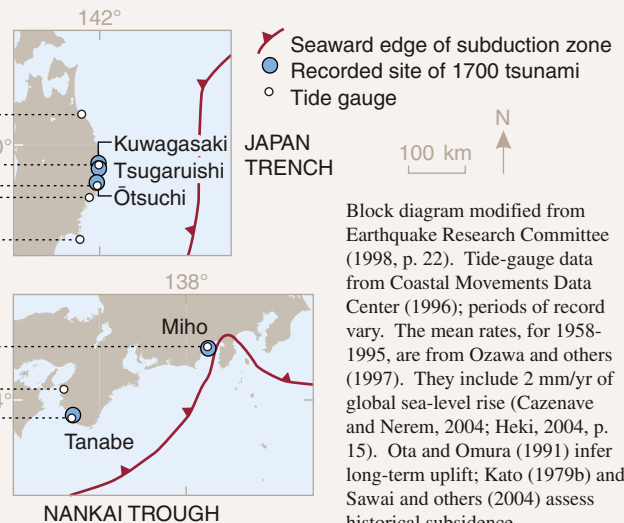 142°
Seaward edge of subduction zone
Recorded site of 1700 tsunami
Tide gauge
N
100 km
Kuwagasaki
Tsugaruishi
Ōtsuchi
JAPAN
TRENCH
Block diagram modified from
Earthquake Research Committee
(1998, p. 22). Tide-gauge data
from Coastal Movements Data
Center (1996); periods of record
vary. The mean rates, for 1958-
1995, are from Ozawa and others
(1997). They include 2 mm/yr of
global sea-level rise (Cazenave
and Nerem, 2004; Heki, 2004, p.
15). Ota and Omura (1991) infer
long-term uplift; Kato (1979b) and
Sawai and others (2004) assess
historical subsidence
138°
Miho
Tanabe
NANKAI TROUGH